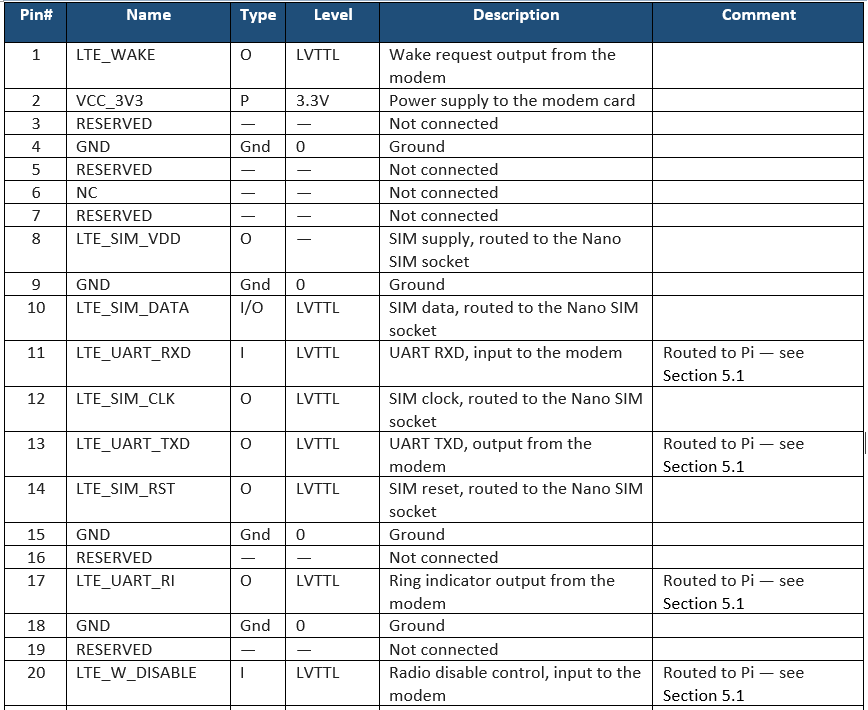 Pin# Name Type Level Description Comment
1 LTE_WAKE O LVTTL Wake request output from the
modem
2 VCC_3V3 P 3.3V Power supply to the modem card
3 RESERVED — — Not connected
4 GND Gnd 0 Ground
5 RESERVED — — Not connected
6 NC — — Not connected
7 RESERVED — — Not connected
8 LTE_SIM_VDD O — SIM supply, routed to the Nano
SIM socket
9 GND Gnd 0 Ground
10 LTE_SIM_DATA I/O LVTTL SIM data, routed to the Nano SIM
socket
11 LTE_UART_RXD I LVTTL UART RXD, input to the modem Routed to Pi — see
Section 5.1
12 LTE_SIM_CLK O LVTTL SIM clock, routed to the Nano SIM
socket
13 LTE_UART_TXD O LVTTL UART TXD, output from the Routed to Pi — see
modem Section 5.1
14 LTE_SIM_RST O LVTTL SIM reset, routed to the Nano SIM
socket
15 GND Gnd 0 Ground
16 RESERVED — — Not connected
17 LTE_UART_RI O LVTTL Ring indicator output from the Routed to Pi — see
modem Section 5.1
18 GND Gnd 0 Ground
19 RESERVED — — Not connected
20 LTE_W_DISABLE I LVTTL Radio disable control, input to the Routed to Pi — see
modem Section 5.1